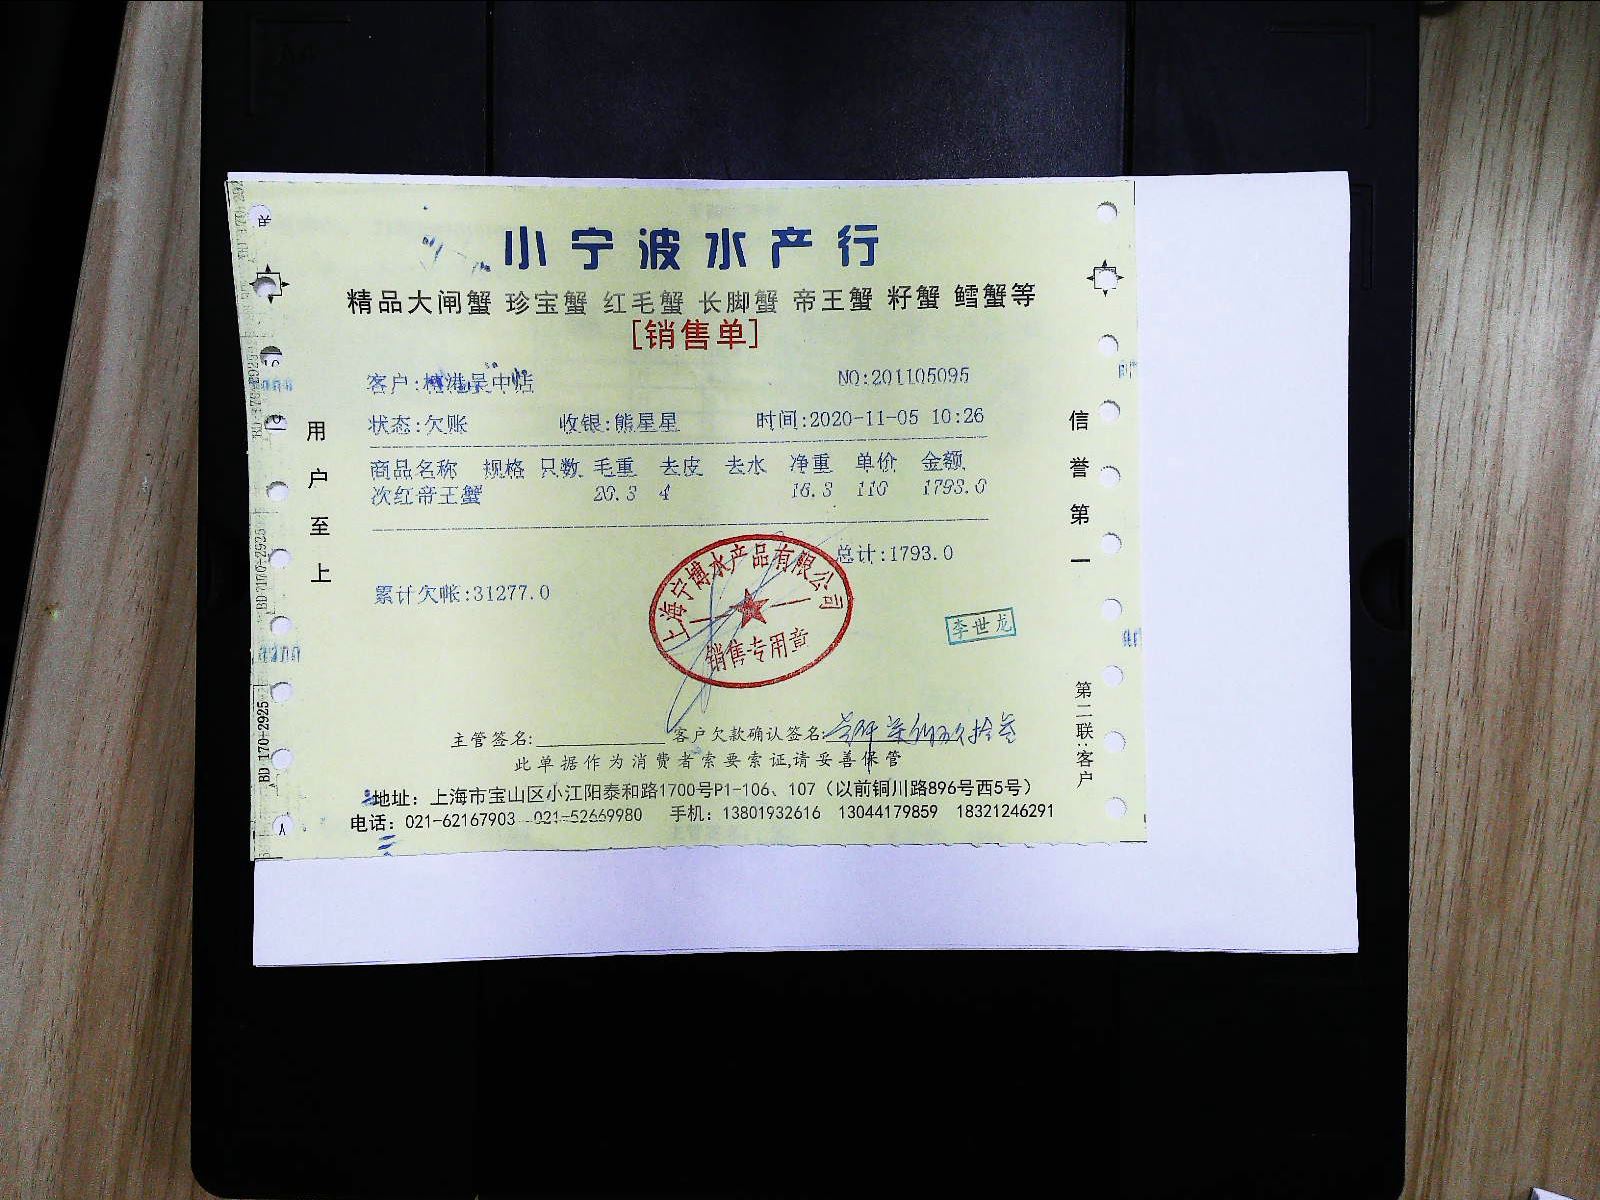 小宁波水产行
精品大闸蟹 珍宝蟹 红毛蟹 长脚蟹 帝王蟹 籽蟹 鳕蟹等
[销售单]
客户:港吴中店 NO:201105095
状态:欠账 收银:熊星星 时间:2020-11-05 10:26
商品名称 规格 只数 毛重 去皮 去水 净重 单价 金额
次红帝王蟹 20.3 4 16.3 110 1793.0
总计:1793.0
累计欠帐:31277.0
上海宁博水产品有限公司
销售专用章
李世龙
用户至上
信誉第一
第二联:客户
主管签名: 客户欠款确认签名:
此单据作为消费者索要索证,请妥善保管
地址：上海市宝山区小江阳泰和路1700号P1-106、107（以前铜川路896号西5号）
电话：021-62167903 021-52669980 手机：13801932616 13044179859 18321246291
BD 170-2925